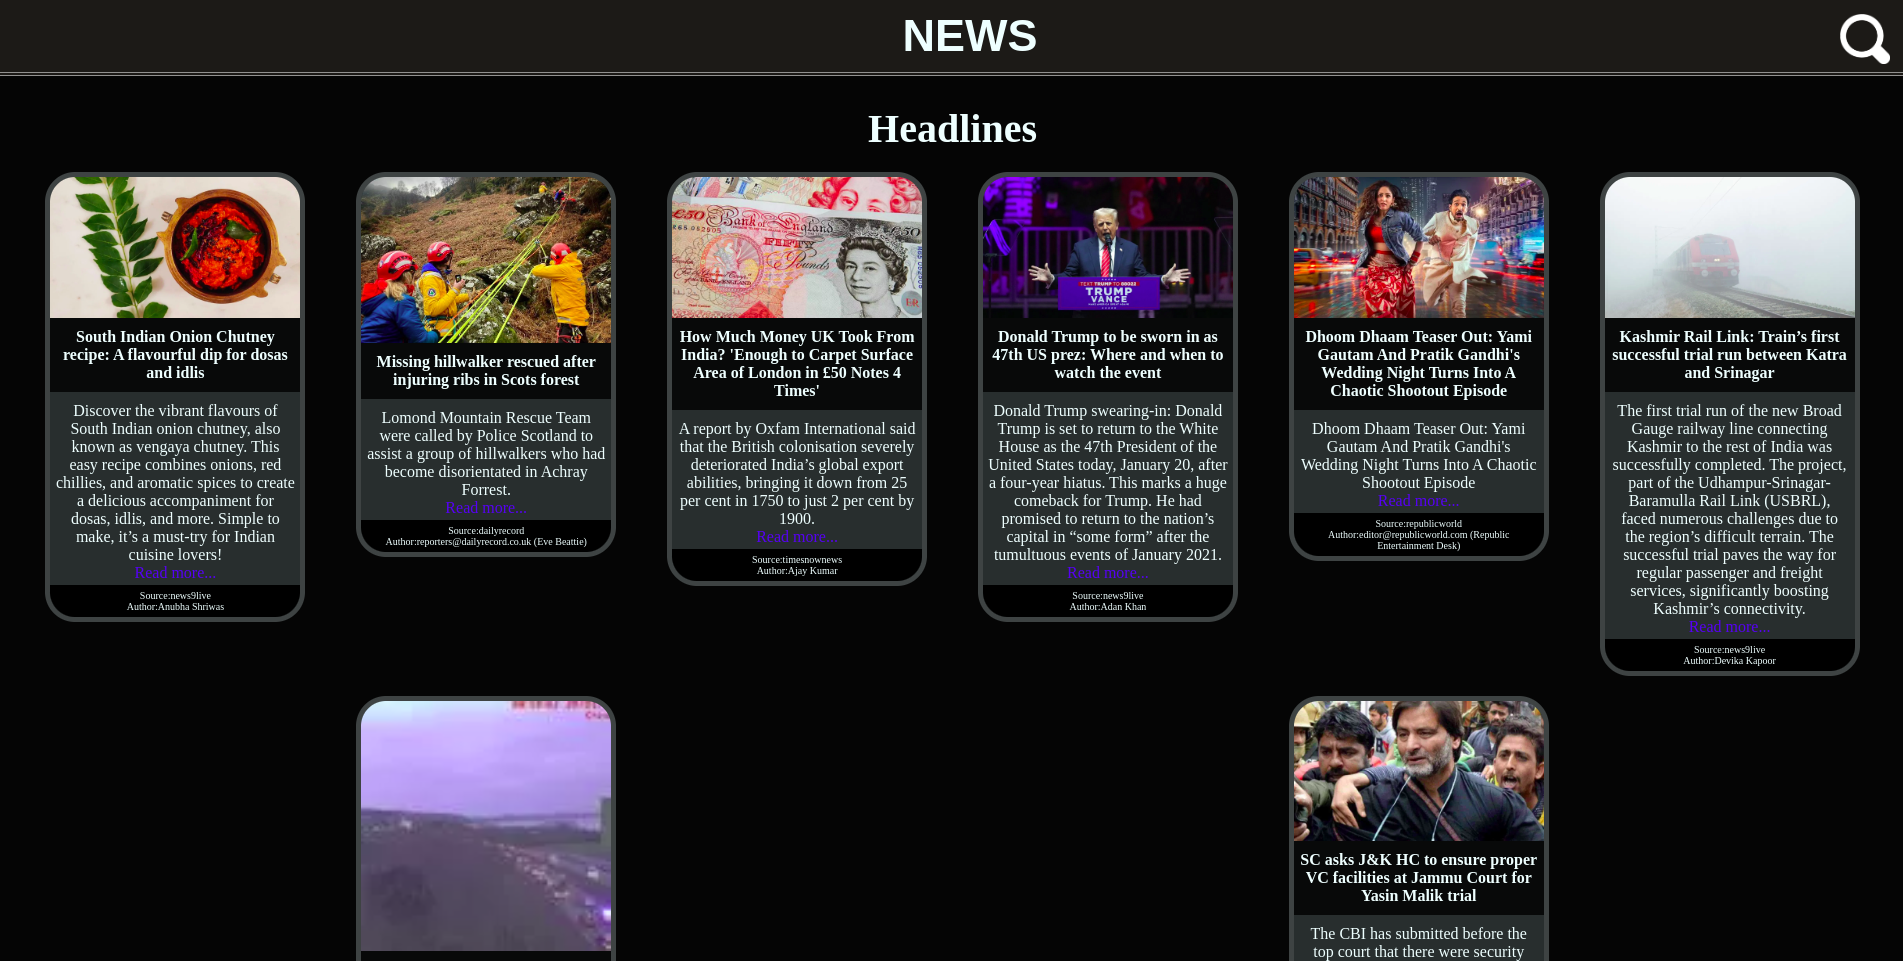 NEWS
Headlines
South Indian Onion Chutney
recipe: A flavourful dip for dosas
and idlis
Discover the vibrant flavours of
South Indian onion chutney, also
known as vengaya chutney. This
easy recipe combines onions, red
chillies, and aromatic spices to create
a delicious accompaniment for
dosas, idlis, and more. Simple to
make, it’s a must-try for Indian
cuisine lovers!
Read more...
Source:news9live
Author:Anubha Shriwas
Missing hillwalker rescued after
injuring ribs in Scots forest
Lomond Mountain Rescue Team
were called by Police Scotland to
assist a group of hillwalkers who had
become disorientated in Achray
Forrest.
Read more...
Source:dailyrecord
Author:reporters@dailyrecord.co.uk (Eve Beattie)
£50
Bank of England
FIFTY
Pounds
£50
How Much Money UK Took From
India? 'Enough to Carpet Surface
Area of London in £50 Notes 4
Times'
A report by Oxfam International said
that the British colonisation severely
deteriorated India’s global export
abilities, bringing it down from 25
per cent in 1750 to just 2 per cent by
1900.
Read more...
Source:timesnownews
Author:Ajay Kumar
TEXT TRUMP TO 88022
TRUMP
VANCE
Donald Trump to be sworn in as
47th US prez: Where and when to
watch the event
Donald Trump swearing-in: Donald
Trump is set to return to the White
House as the 47th President of the
United States today, January 20, after
a four-year hiatus. This marks a huge
comeback for Trump. He had
promised to return to the nation’s
capital in “some form” after the
tumultuous events of January 2021.
Read more...
Source:news9live
Author:Adan Khan
Dhoom Dhaam Teaser Out: Yami
Gautam And Pratik Gandhi's
Wedding Night Turns Into A
Chaotic Shootout Episode
Dhoom Dhaam Teaser Out: Yami
Gautam And Pratik Gandhi's
Wedding Night Turns Into A Chaotic
Shootout Episode
Read more...
Source:republicworld
Author:editor@republicworld.com (Republic
Entertainment Desk)
Kashmir Rail Link: Train’s first
successful trial run between Katra
and Srinagar
The first trial run of the new Broad
Gauge railway line connecting
Kashmir to the rest of India was
successfully completed. The project,
part of the Udhampur-Srinagar-
Baramulla Rail Link (USBRL),
faced numerous challenges due to
the region’s difficult terrain. The
successful trial paves the way for
regular passenger and freight
services, significantly boosting
Kashmir’s connectivity.
Read more...
Source:news9live
Author:Devika Kapoor
SC asks J&K HC to ensure proper
VC facilities at Jammu Court for
Yasin Malik trial
The CBI has submitted before the
top court that there were security